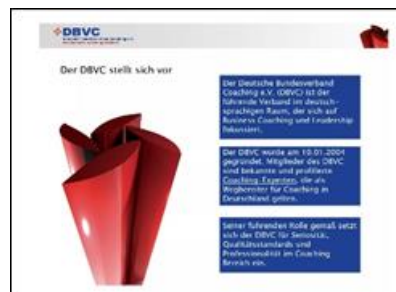 DBVC
Der DBVC stellt sich vor
Der Deutsche Bundesverband
Coaching e.V. (DBVC) ist der
führende Verband im deutsch-
sprachigen Raum, der sich auf
Business Coaching und Leadership
fokussiert.
Der DBVC wurde am 10.01.2004
gegründet. Mitglieder des DBVC
sind bekannte und profilierte
Coaching-Experten, die als
Wegbereiter für Coaching in
Deutschland gelten.
Seiner führenden Rolle gemäß setzt
sich der DBVC für Seriosität,
Qualitätsstandards und
Professionalität im Coaching
Bereich ein.